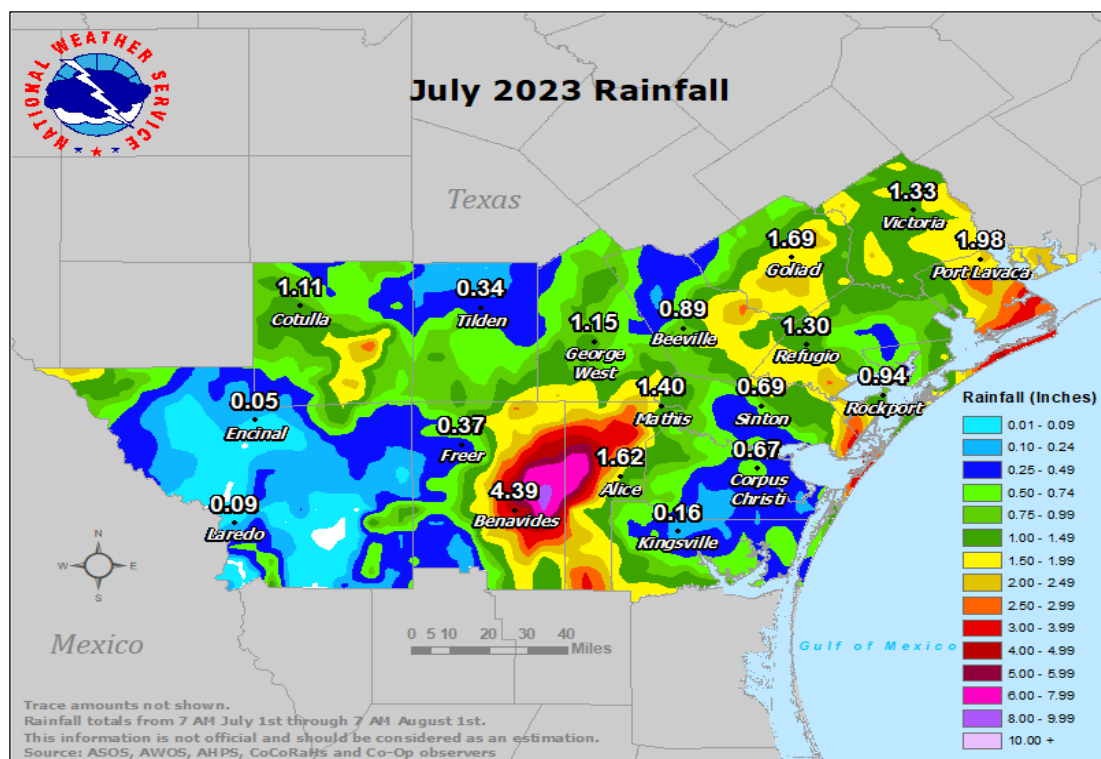 NATIONAL WEATHER SERVICE
July 2023 Rainfall
Texas
1.33
Victoria
1.69
Goliad
1.98
Port Lavaca
1.11
Cotulla
0.34
Tilden
1.15
George
West
0.89
Beeville
1.30
Refugio
0.94
Rockport
0.05
Encinal
0.37
Freer
1.40
Mathis
0.69
Sinton
4.39
Benavides
1.62
Alice
0.67
Corpus
Christi
0.09
Laredo
0.16
Kingsville
N
W E
S
Mexico
0 5 10 20 30 40
Miles
Gulf of Mexico
Rainfall (Inches)
0.01 - 0.09
0.10 - 0.24
0.25 - 0.49
0.50 - 0.74
0.75 - 0.99
1.00 - 1.49
1.50 - 1.99
2.00 - 2.49
2.50 - 2.99
3.00 - 3.99
4.00 - 4.99
5.00 - 5.99
6.00 - 7.99
8.00 - 9.99
10.00 +
Trace amounts not shown.
Rainfall totals from 7 AM July 1st through 7 AM August 1st.
This information is not official and should be considered as an estimation.
Source: ASOS, AWOS, AHPS, CoCoRaHs and Co-Op observers